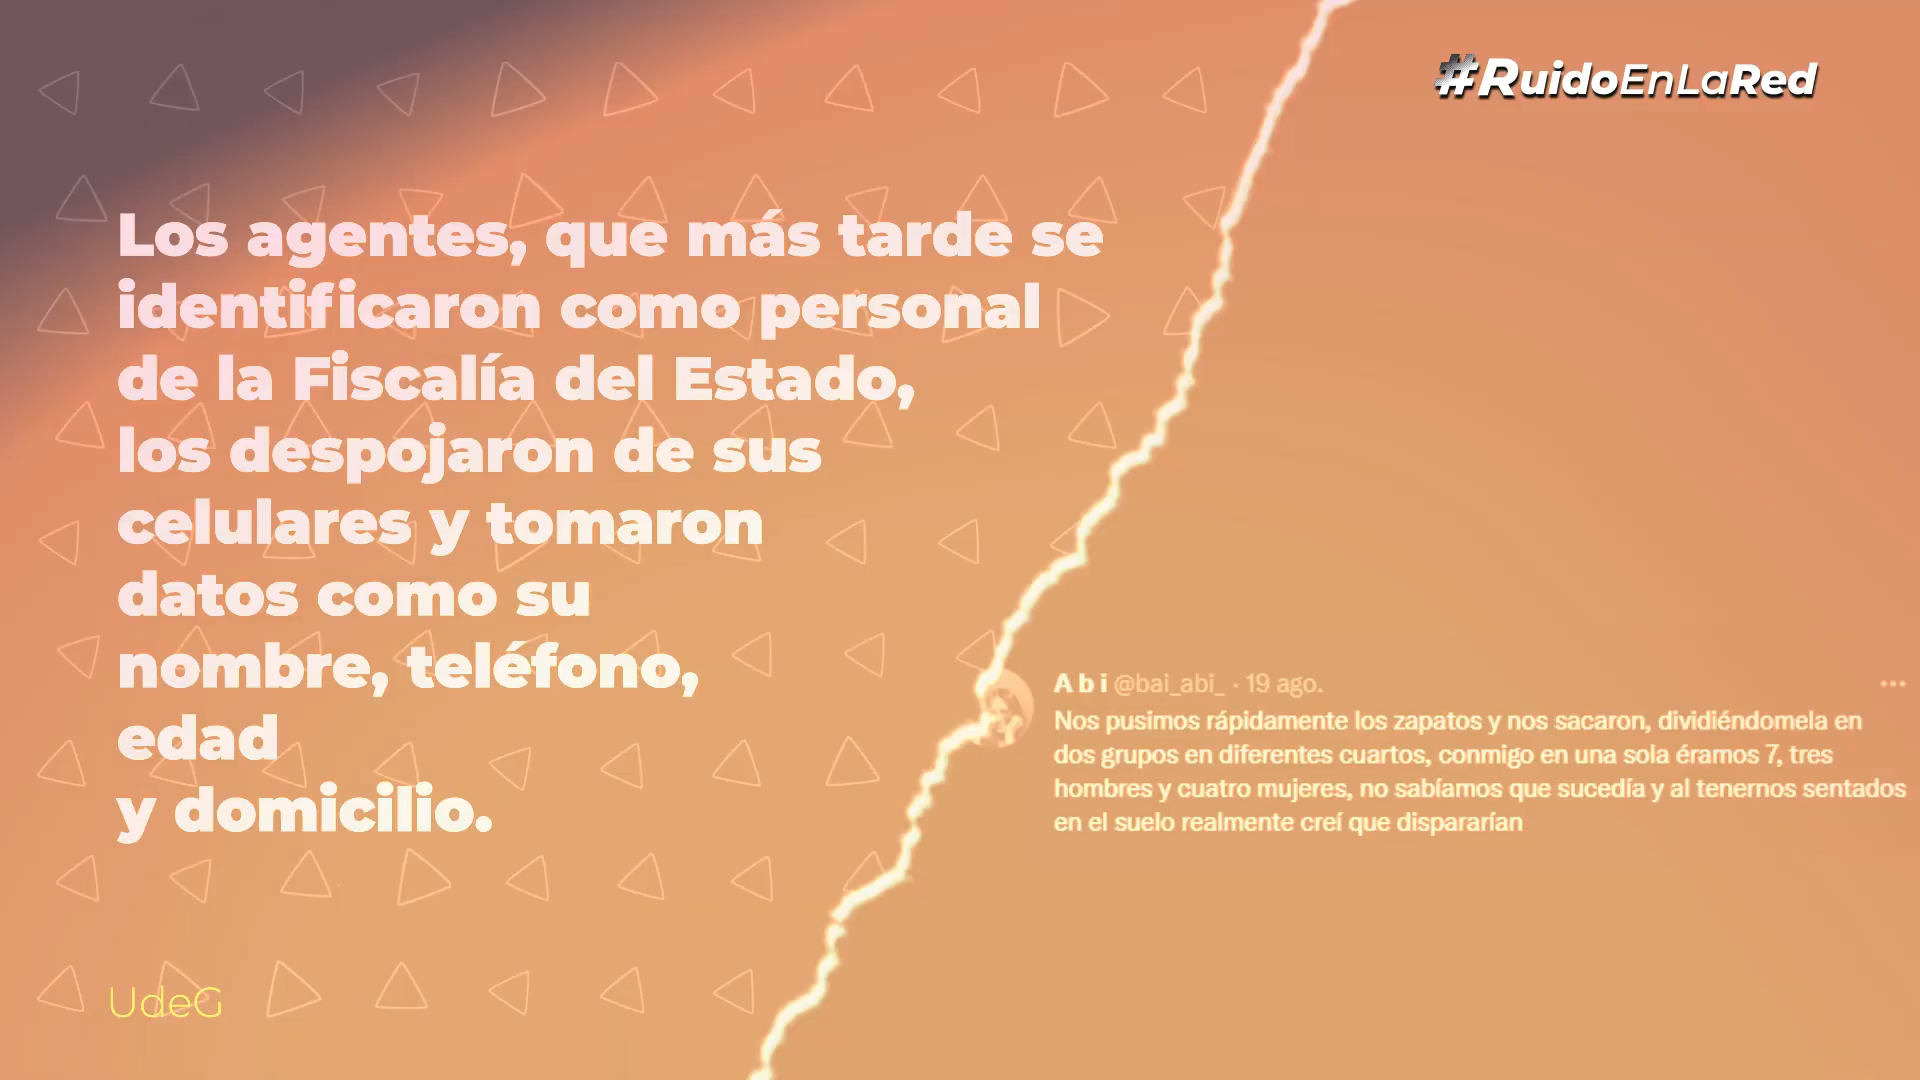 #RuidoEnLaRed
Los agentes, que más tarde se
identificaron como personal
de la Fiscalía del Estado,
los despojaron de sus
celulares y tomaron
datos como su
nombre, teléfono,
edad
y domicilio.
A b i @bai_abi_ · 19 ago.
Nos pusimos rápidamente los zapatos y nos sacaron, dividiéndomela en
dos grupos en diferentes cuartos, conmigo en una sola éramos 7, tres
hombres y cuatro mujeres, no sabíamos que sucedía y al tenernos sentados
en el suelo realmente creí que dispararían
UdeG